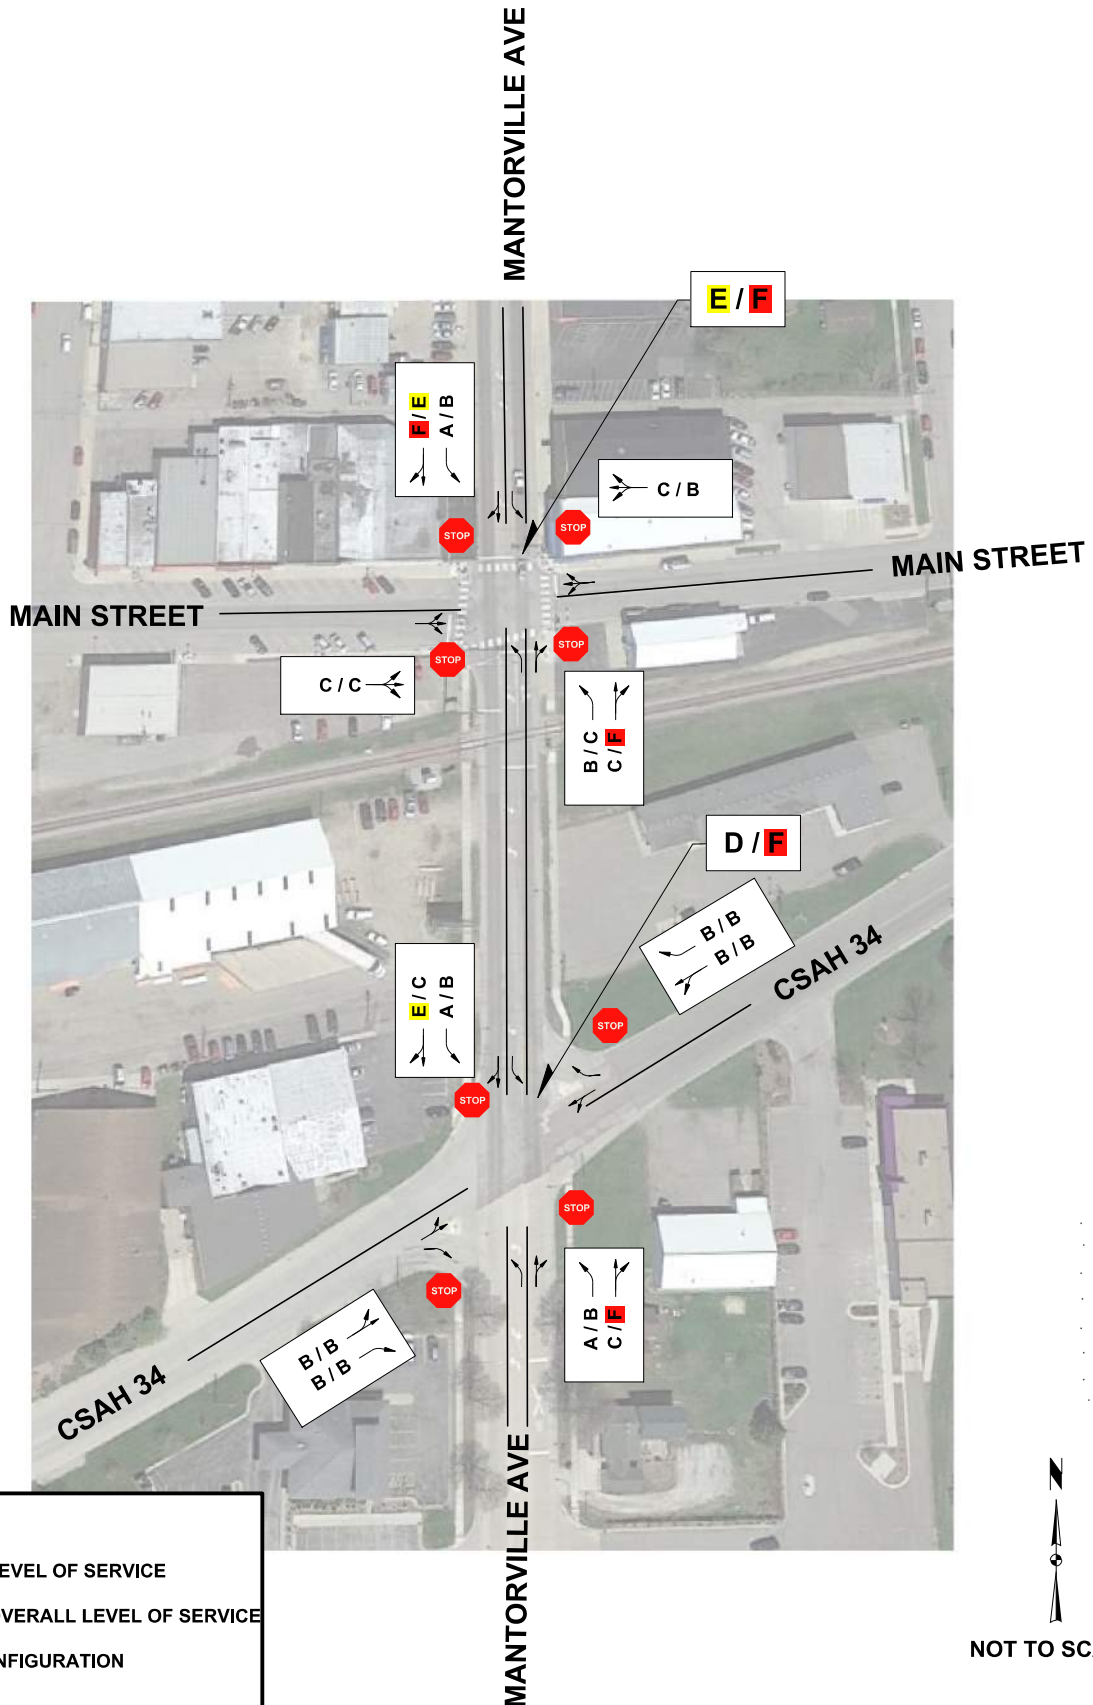 MANTORVILLE AVE
E / F
F / E
A / B
C / B
STOP
STOP
MAIN STREET
MAIN STREET
STOP
STOP
C / C
B / C
C / F
D / F
B / B
B / B
CSAH 34
E / C
A / B
STOP
STOP
STOP
STOP
A / B
C / F
B / B
B / B
CSAH 34
MANTORVILLE AVE
N
EVEL OF SERVICE
OVERALL LEVEL OF SERVICE
NFIGURATION
NOT TO SC